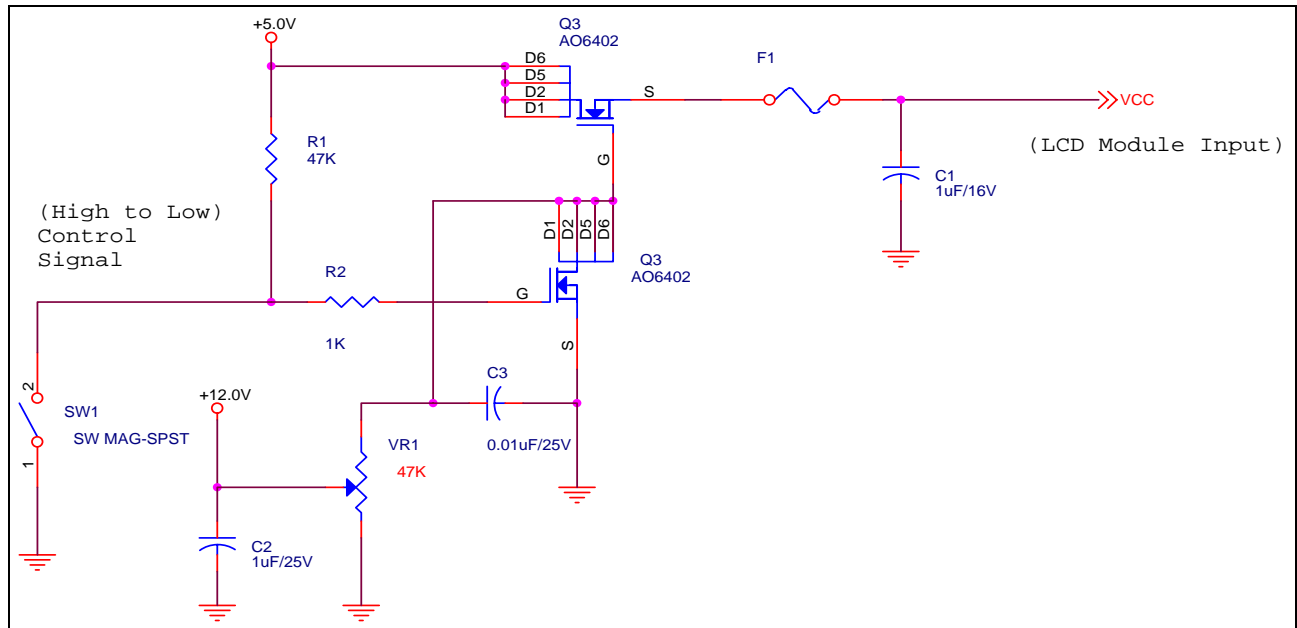 +5.0V
Q3
AO6402
D6
D5
D2
D1
S
G
F1
VCC
(LCD Module Input)
R1
47K
C1
1uF/16V
(High to Low)
Control
Signal
D1
D2
D5
D6
Q3
AO6402
R2
1K
G
S
2
1
SW1
SW MAG-SPST
+12.0V
C3
0.01uF/25V
VR1
47K
C2
1uF/25V